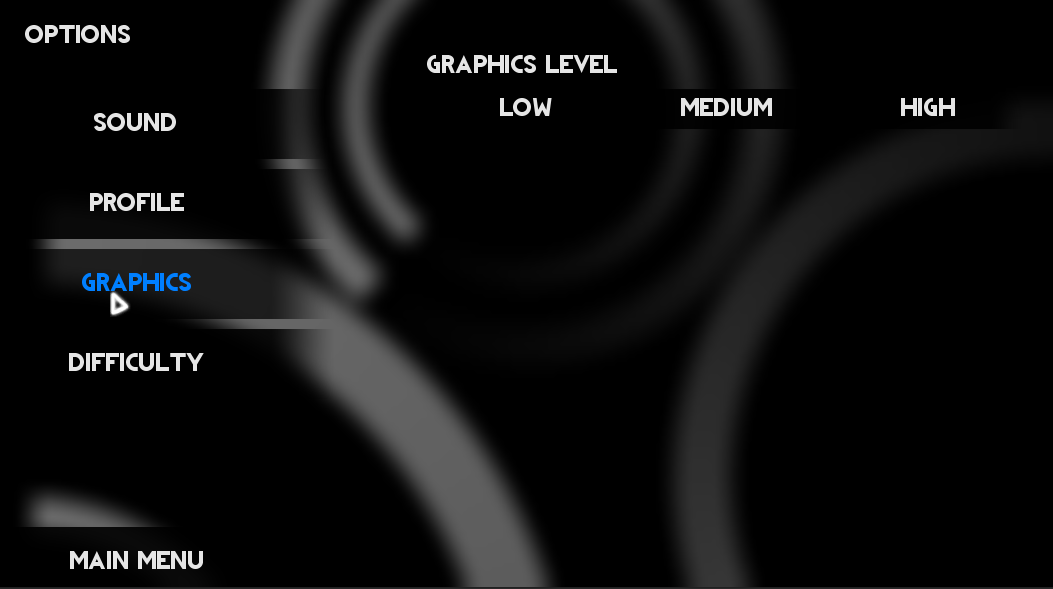 OPTIONS
GRAPHICS LEVEL
LOW MEDIUM HIGH
SOUND
PROFILE
GRAPHICS
DIFFICULTY
MAIN MENU